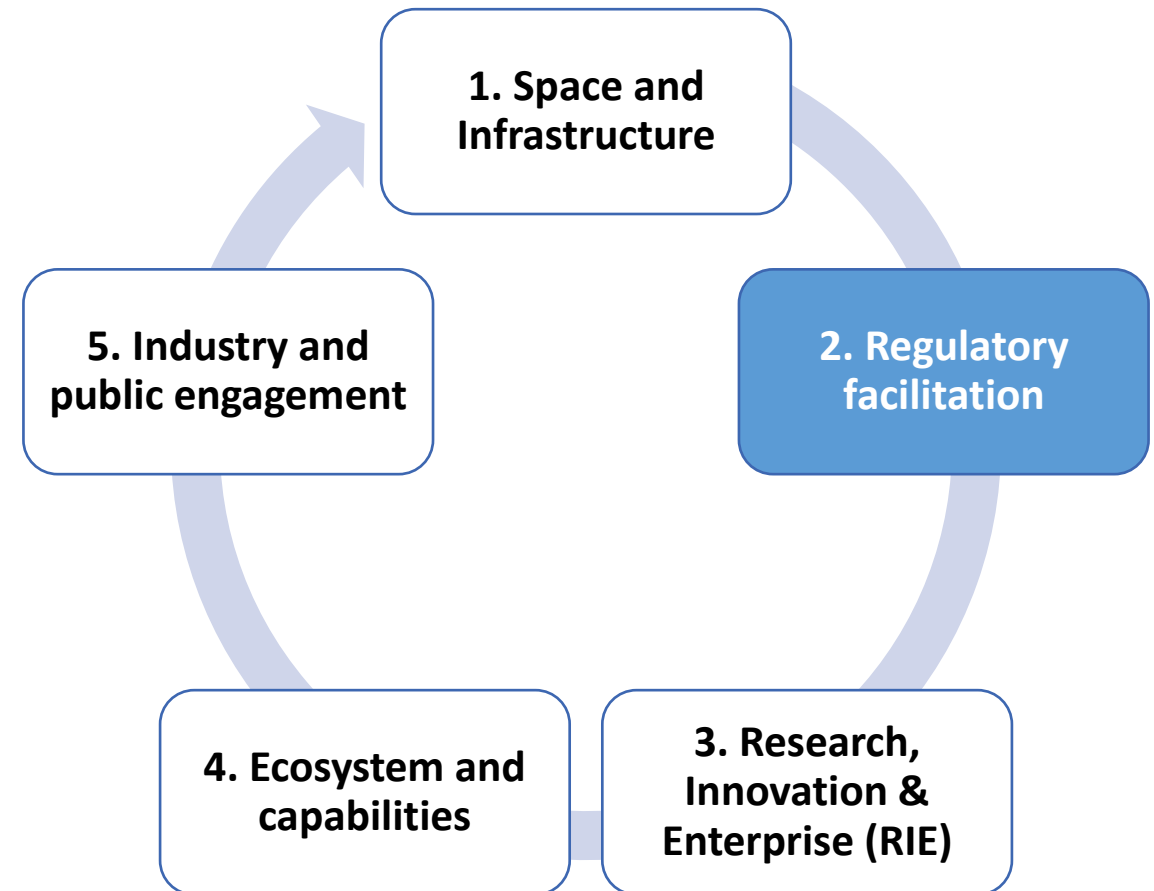 1. Space and
Infrastructure
2. Regulatory
facilitation
3. Research,
Innovation &
Enterprise (RIE)
4. Ecosystem and
capabilities
5. Industry and
public engagement